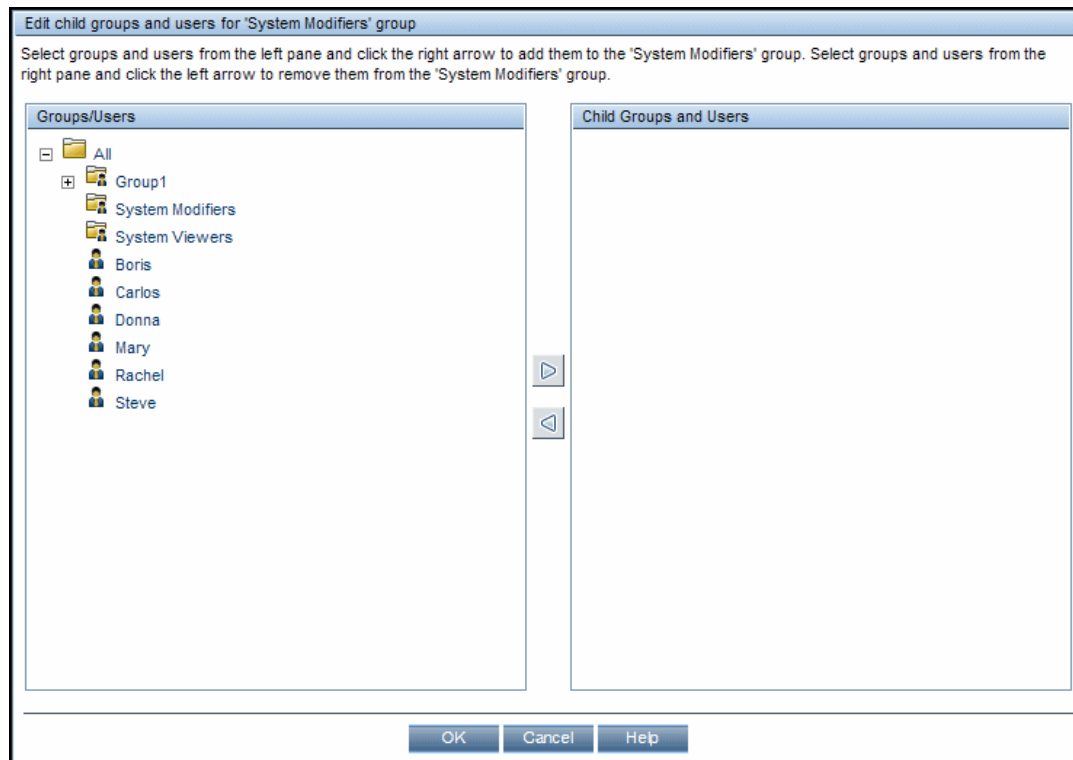 Edit child groups and users for 'System Modifiers' group
Select groups and users from the left pane and click the right arrow to add them to the 'System Modifiers' group. Select groups and users from the
right pane and click the left arrow to remove them from the 'System Modifiers' group.
Groups/Users
Child Groups and Users
All
Group1
System Modifiers
System Viewers
Boris
Carlos
Donna
Mary
Rachel
Steve
OK
Cancel
Help